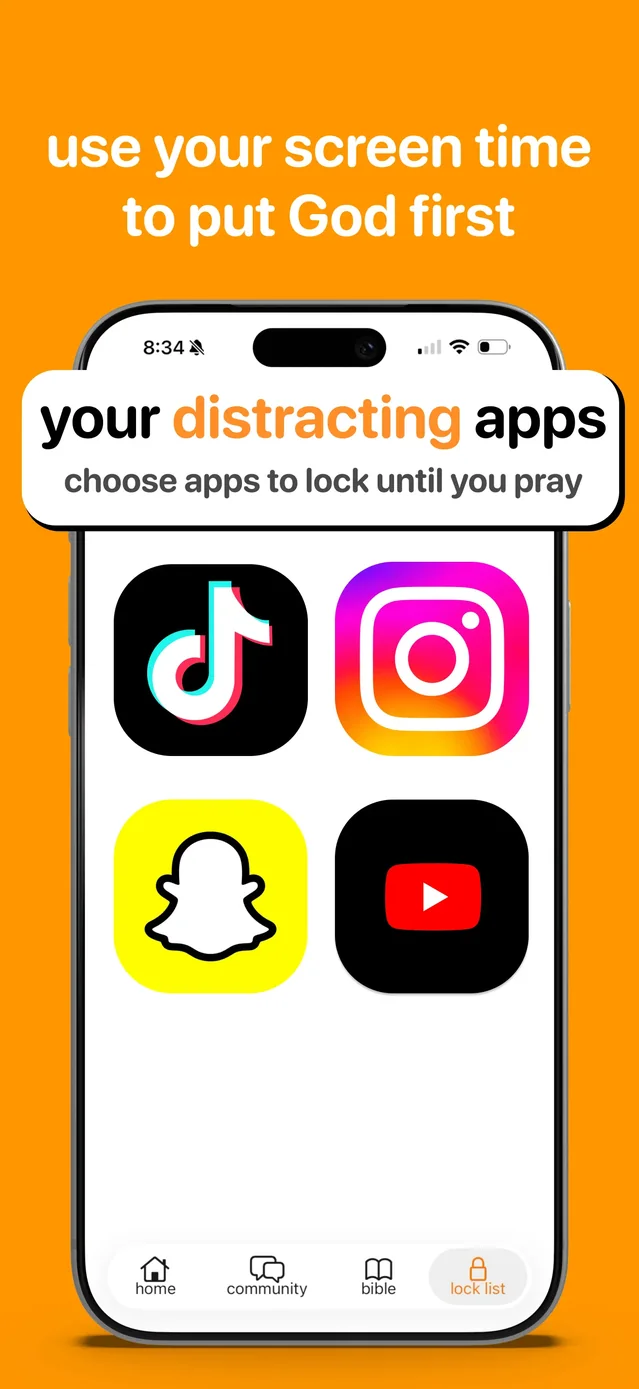 use your screen time
to put God first
8:34
your distracting apps
choose apps to lock until you pray
home
community
bible
lock list